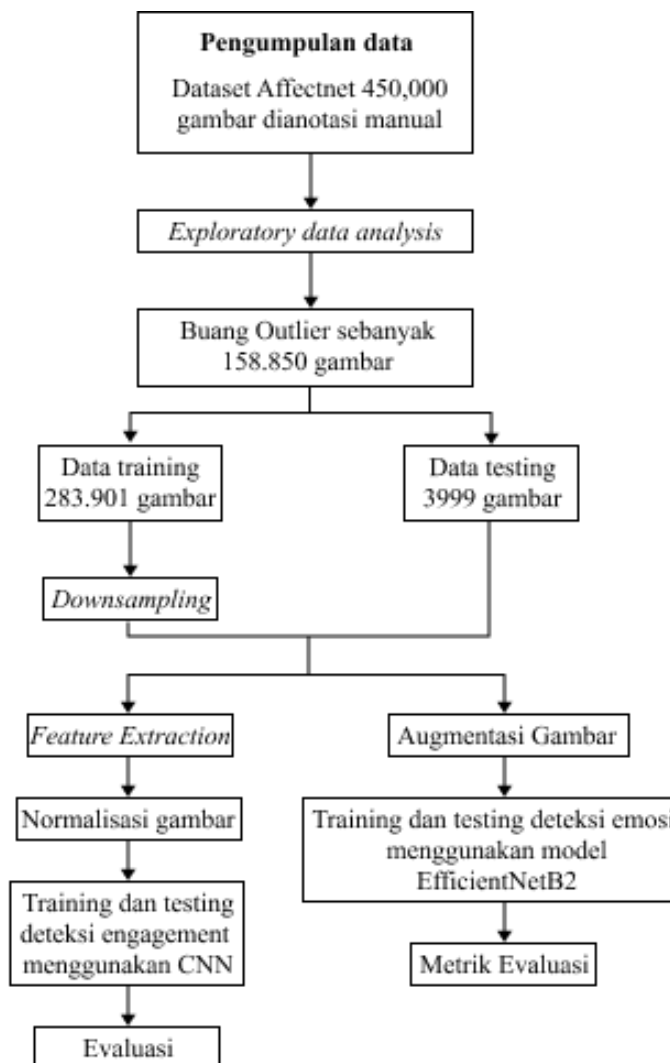 Pengumpulan data
Dataset Affectnet 450,000
gambar dianotasi manual
Exploratory data analysis
Buang Outlier sebanyak
158.850 gambar
Data training
283.901 gambar
Data testing
3999 gambar
Downsampling
Feature Extraction
Augmentasi Gambar
Normalisasi gambar
Training dan testing deteksi emosi
menggunakan model
EfficientNetB2
Training dan testing
deteksi engagement
menggunakan CNN
Metrik Evaluasi
Evaluasi